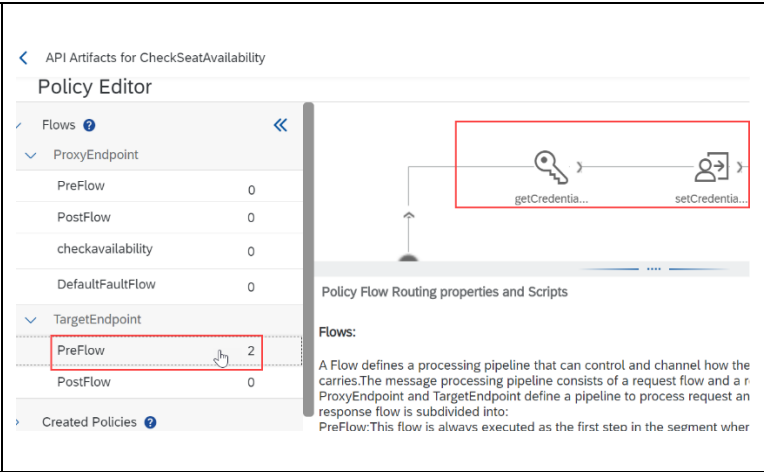 API Artifacts for CheckSeatAvailability
Policy Editor
Flows
ProxyEndpoint
PreFlow 0
PostFlow 0
checkavailability 0
DefaultFaultFlow 0
TargetEndpoint
PreFlow 2
PostFlow 0
Created Policies
getCredentia... setCredentia...
Policy Flow Routing properties and Scripts
Flows:
A Flow defines a processing pipeline that can control and channel how the
carries.The message processing pipeline consists of a request flow and a
ProxyEndpoint and TargetEndpoint define a pipeline to process request an
response flow is subdivided into:
PreFlow:This flow is always executed as the first step in the segment wher